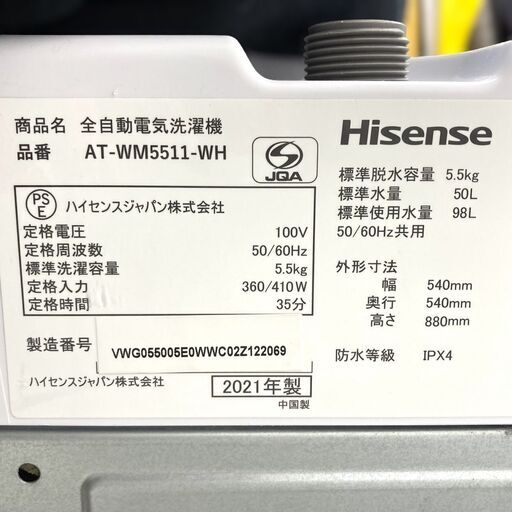 商品名 全自動電気洗濯機
品番 AT-WM5511-WH
JQA
PS
E
ハイセンスジャパン株式会社
定格電圧 100V
定格周波数 50/60Hz
標準洗濯容量 5.5kg
定格入力 360/410W
定格時間 35分
製造番号 VWG055005E0WWC02Z122069
ハイセンスジャパン株式会社 2021年製
中国製
Hisense
標準脱水容量 5.5kg
標準水量 50L
標準使用水量 98L
50/60Hz共用
外形寸法
幅 540mm
奥行 540mm
高さ 880mm
防水等級 IPX4